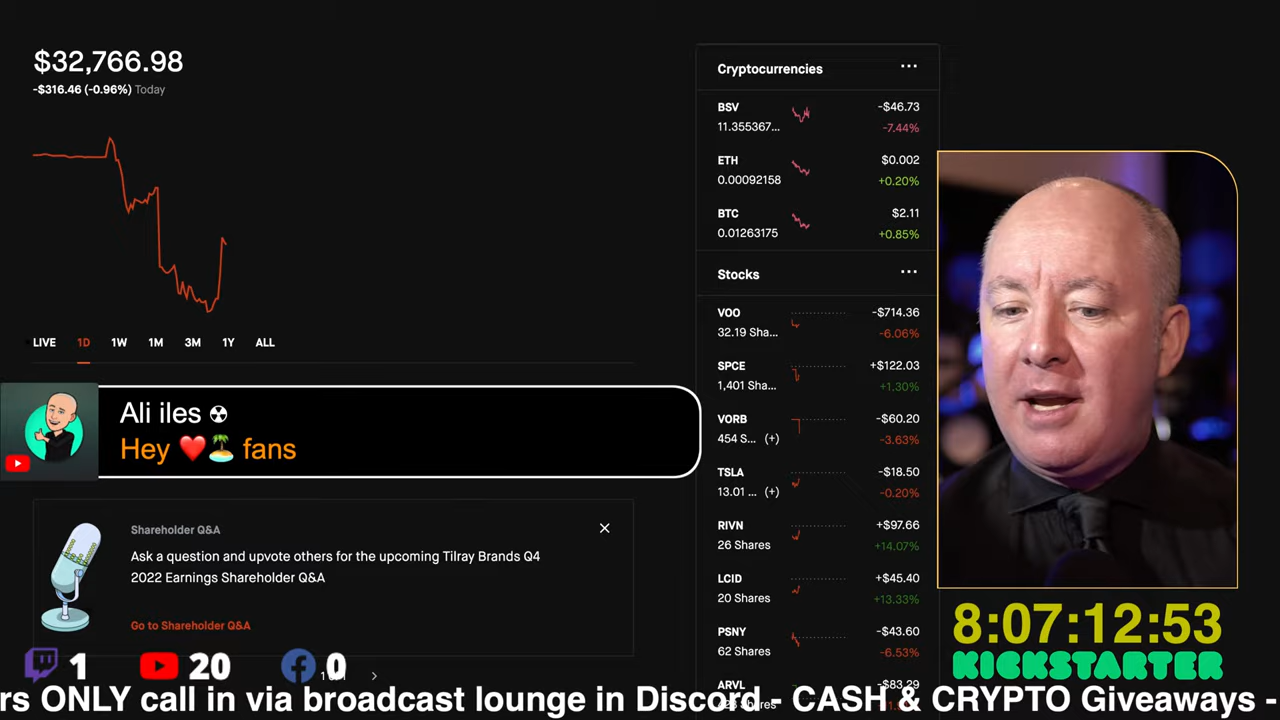 $32,766.98
-$316.46 (-0.96%) Today
LIVE 1D 1W 1M 3M 1Y ALL
Ali iles ☢
Hey ❤️🏝️ fans
Shareholder Q&A
Ask a question and upvote others for the upcoming Tilray Brands Q4
2022 Earnings Shareholder Q&A
Go to Shareholder Q&A
Cryptocurrencies
BSV -$46.73
11.355367... -7.44%
ETH $0.002
0.00092158 +0.20%
BTC $2.11
0.01263175 +0.85%
Stocks
VOO -$714.36
32.19 Sha... -6.06%
SPCE +$122.03
1,401 Sha... +1.30%
VORB -$60.20
454 S... (+) -3.63%
TSLA -$18.50
13.01 ... (+) -0.20%
RIVN +$97.66
26 Shares +14.07%
LCID +$45.40
20 Shares +13.33%
PSNY -$43.60
62 Shares -6.53%
ARVL -$83.29
8:07:12:53
KICKSTARTER
1 20 0
rs ONLY call in via broadcast lounge in Discord - CASH & CRYPTO Giveaways -